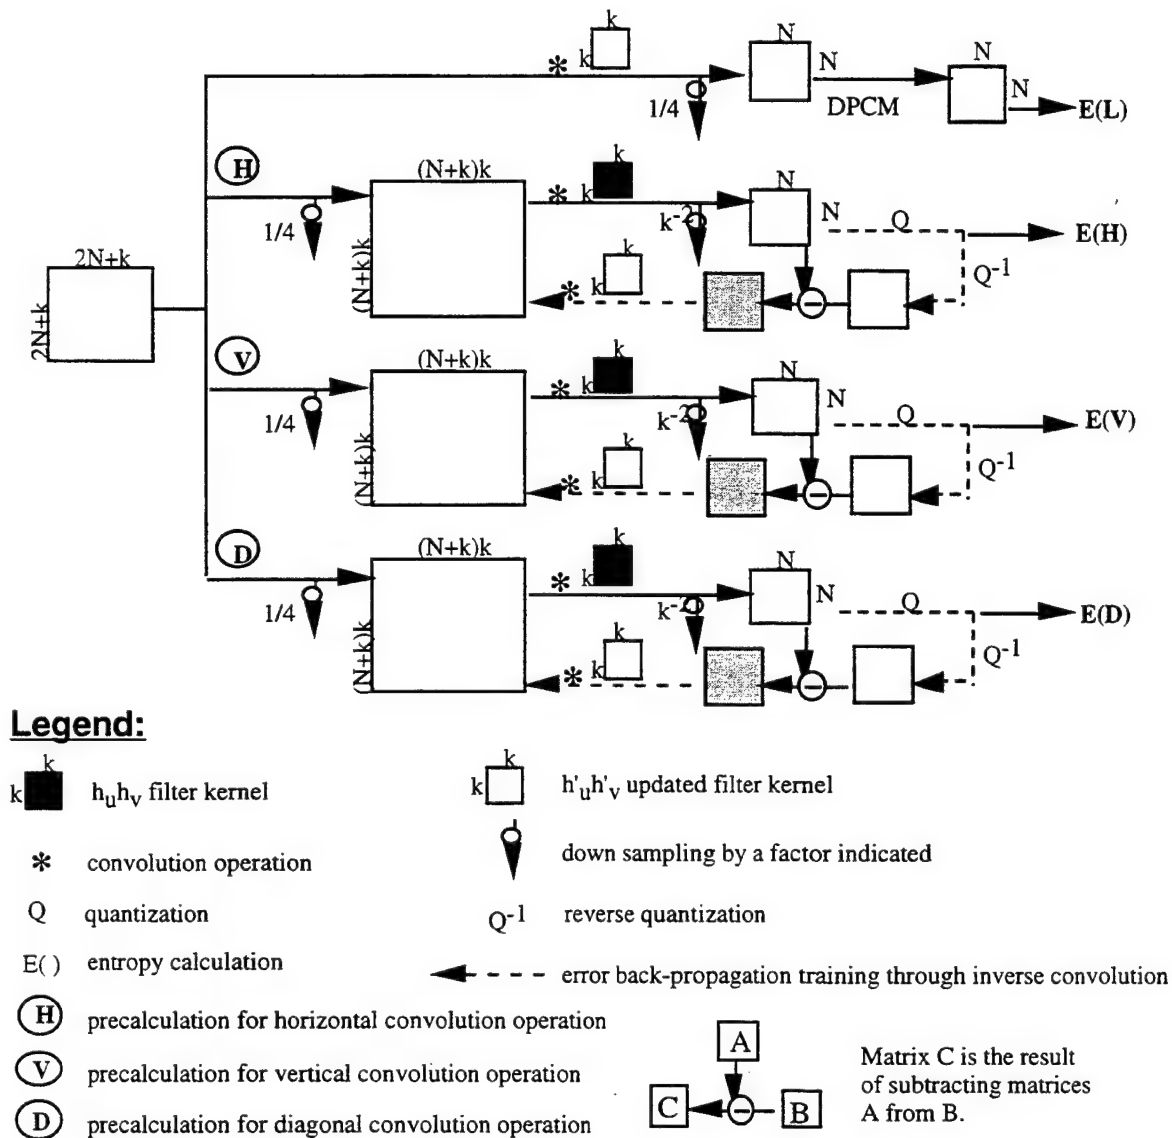 k
k
*
1/4
N
N
DPCM
N
N
E(L)
H
1/4
(N+k)k
(N+k)k
*
k
k
k-2
N
N
Q
Q-1
E(H)
*
k
k
2N+k
2N+k
V
1/4
(N+k)k
(N+k)k
*
k
k
k-2
N
N
Q
Q-1
E(V)
*
k
k
D
1/4
(N+k)k
(N+k)k
*
k
k
k-2
N
N
Q
Q-1
E(D)
*
k
k
Legend:
k
k
huhv filter kernel
k
k
h'uh'v updated filter kernel
* convolution operation
down sampling by a factor indicated
Q quantization
Q-1 reverse quantization
E( ) entropy calculation
error back-propagation training through inverse convolution
H precalculation for horizontal convolution operation
V precalculation for vertical convolution operation
D precalculation for diagonal convolution operation
A
C
B
Matrix C is the result
of subtracting matrices
A from B.